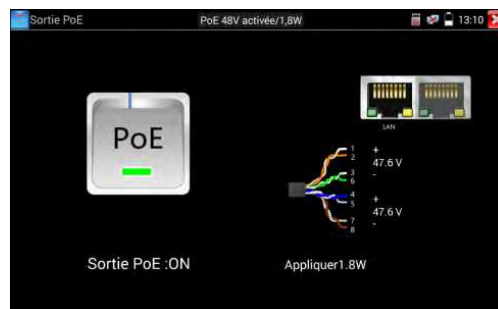 Sortie PoE
PoE 48V activée/1,8W
13:10
PoE
LAN
1 +
2
47.6 V
3
6 -
4 +
5
47.6 V
7 -
8
Sortie PoE :ON
Appliquer1.8W